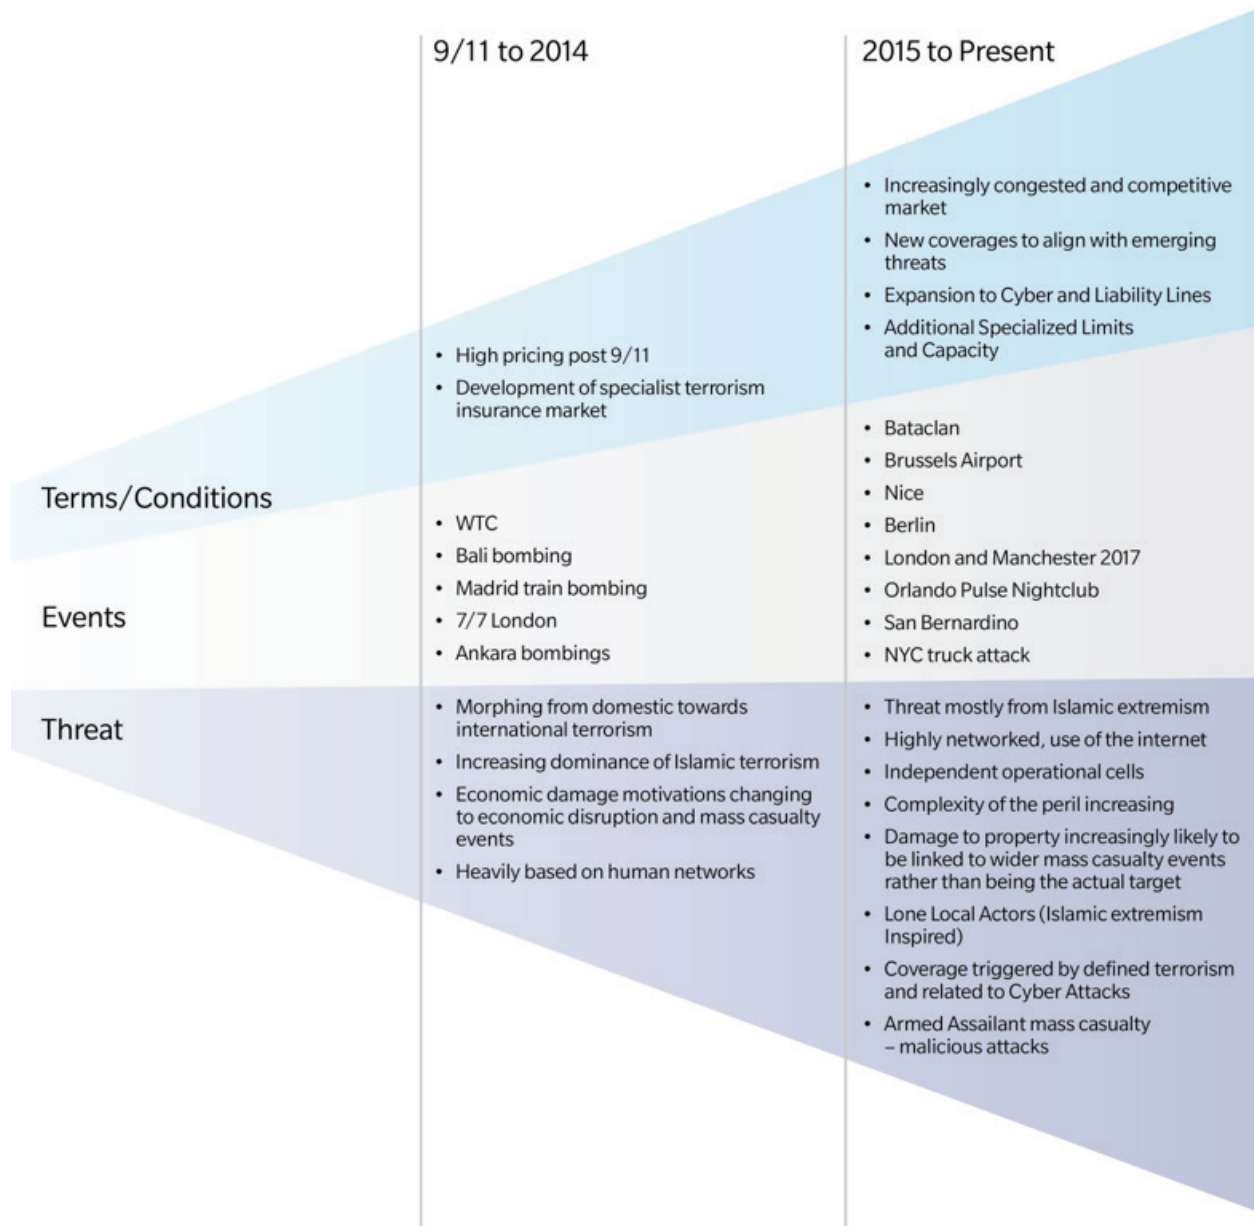 9/11 to 2014
2015 to Present
Terms/Conditions
• High pricing post 9/11
• Development of specialist terrorism
insurance market
• Increasingly congested and competitive
market
• New coverages to align with emerging
threats
• Expansion to Cyber and Liability Lines
• Additional Specialized Limits
and Capacity
Events
• WTC
• Bali bombing
• Madrid train bombing
• 7/7 London
• Ankara bombings
• Bataclan
• Brussels Airport
• Nice
• Berlin
• London and Manchester 2017
• Orlando Pulse Nightclub
• San Bernardino
• NYC truck attack
Threat
• Morphing from domestic towards
international terrorism
• Increasing dominance of Islamic terrorism
• Economic damage motivations changing
to economic disruption and mass casualty
events
• Heavily based on human networks
• Threat mostly from Islamic extremism
• Highly networked, use of the internet
• Independent operational cells
• Complexity of the peril increasing
• Damage to property increasingly likely to
be linked to wider mass casualty events
rather than being the actual target
• Lone Local Actors (Islamic extremism
Inspired)
• Coverage triggered by defined terrorism
and related to Cyber Attacks
• Armed Assailant mass casualty
– malicious attacks